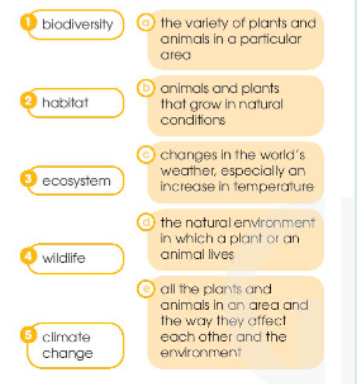 1 biodiversity
a the variety of plants and
animals in a particular
area
2 habitat
b animals and plants
that grow in natural
conditions
3 ecosystem
c changes in the world's
weather, especially an
increase in temperature
4 wildlife
d the natural environment
in which a plant or an
animal lives
5 climate
change
e all the plants and
animals in an area and
the way they affect
each other and the
environment